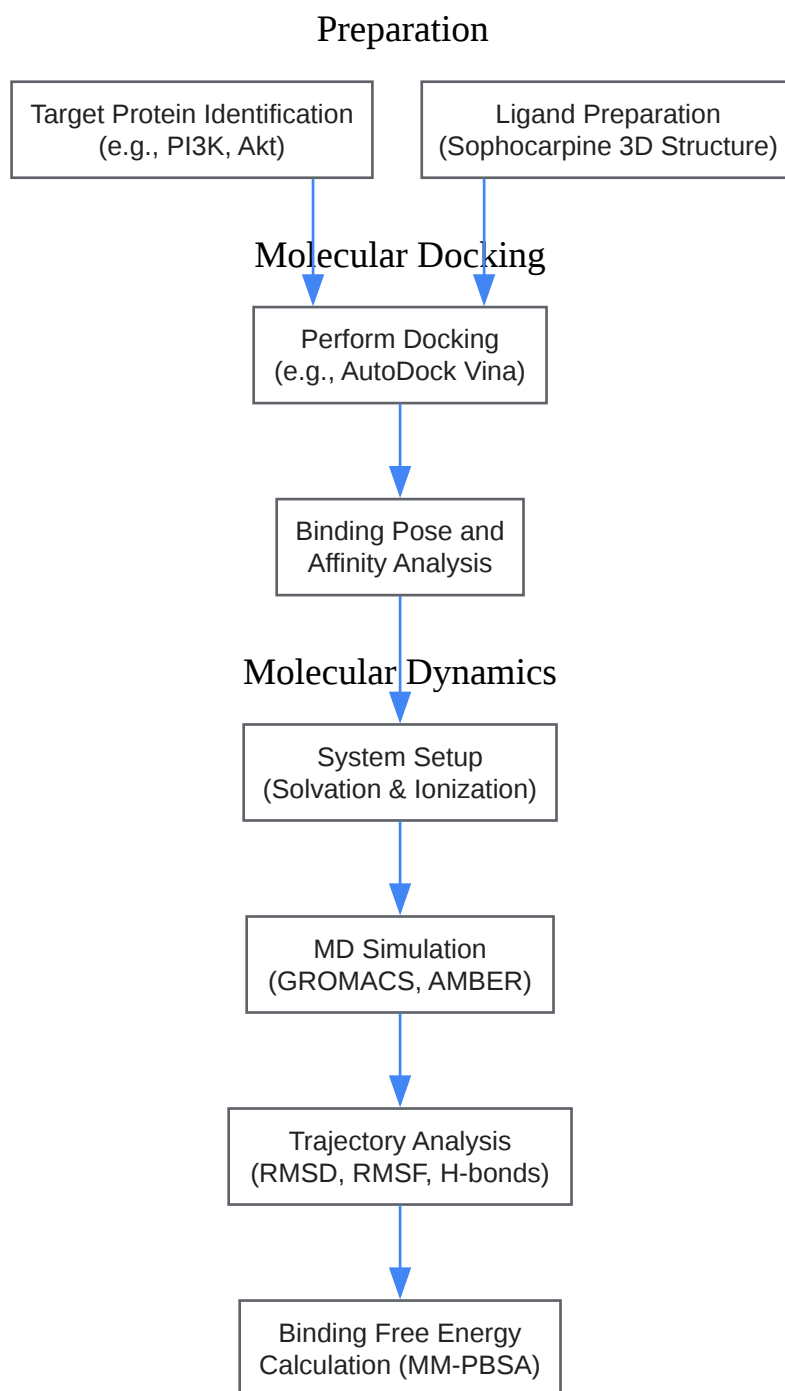 Preparation
Target Protein Identification
(e.g., PI3K, Akt)
Ligand Preparation
(Sophocarpine 3D Structure)
Molecular Docking
Perform Docking
(e.g., AutoDock Vina)
Binding Pose and
Affinity Analysis
Molecular Dynamics
System Setup
(Solvation & Ionization)
MD Simulation
(GROMACS, AMBER)
Trajectory Analysis
(RMSD, RMSF, H-bonds)
Binding Free Energy
Calculation (MM-PBSA)